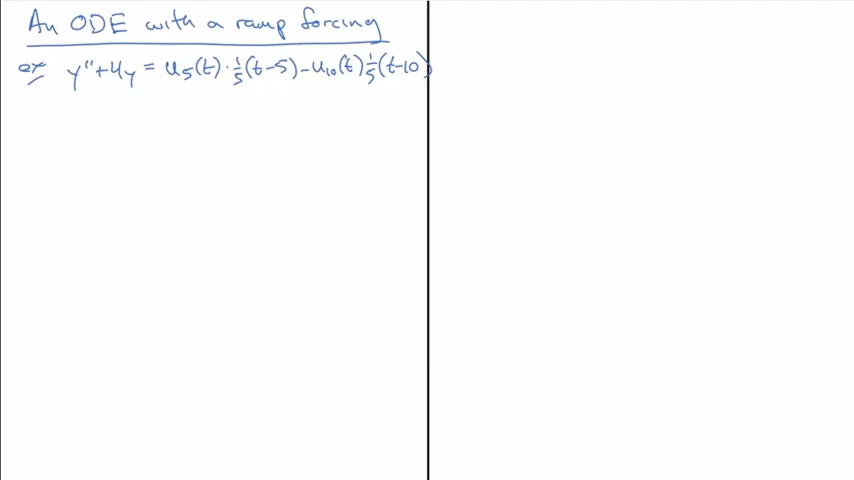 An ODE with a ramp forcing
ex y''+4y = u₅(t)·⅕(t-5)-u₁₀(t)⅕(t-10)